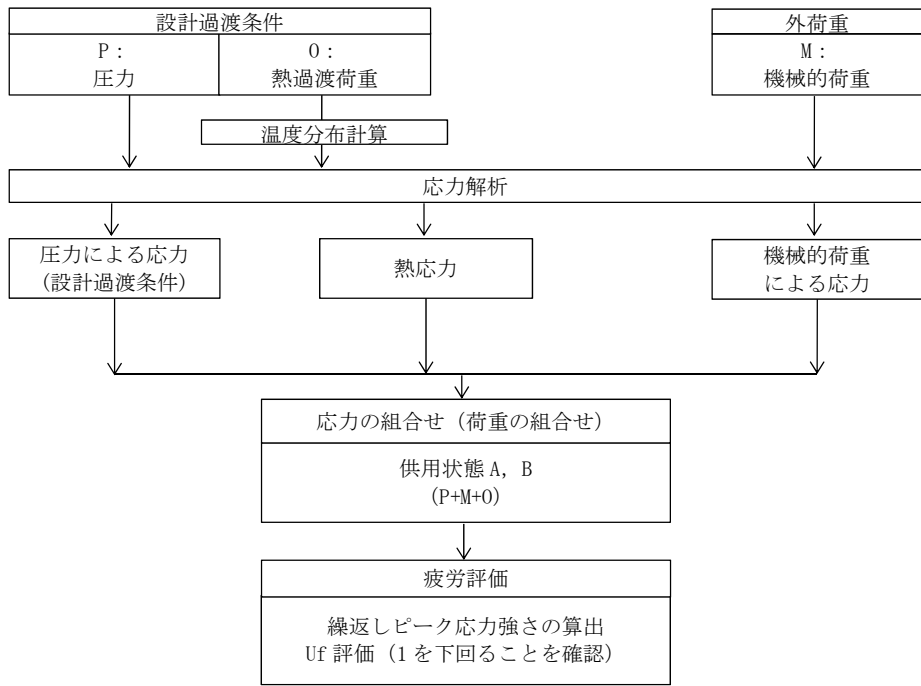 設計過渡条件
P：
圧力
O：
熱過渡荷重
外荷重
M：
機械的荷重
温度分布計算
応力解析
圧力による応力
(設計過渡条件)
熱応力
機械的荷重
による応力
応力の組合せ（荷重の組合せ）
供用状態 A，B
（P+M+O）
疲労評価
繰返しピーク応力強さの算出
Uf 評価（1 を下回ることを確認）